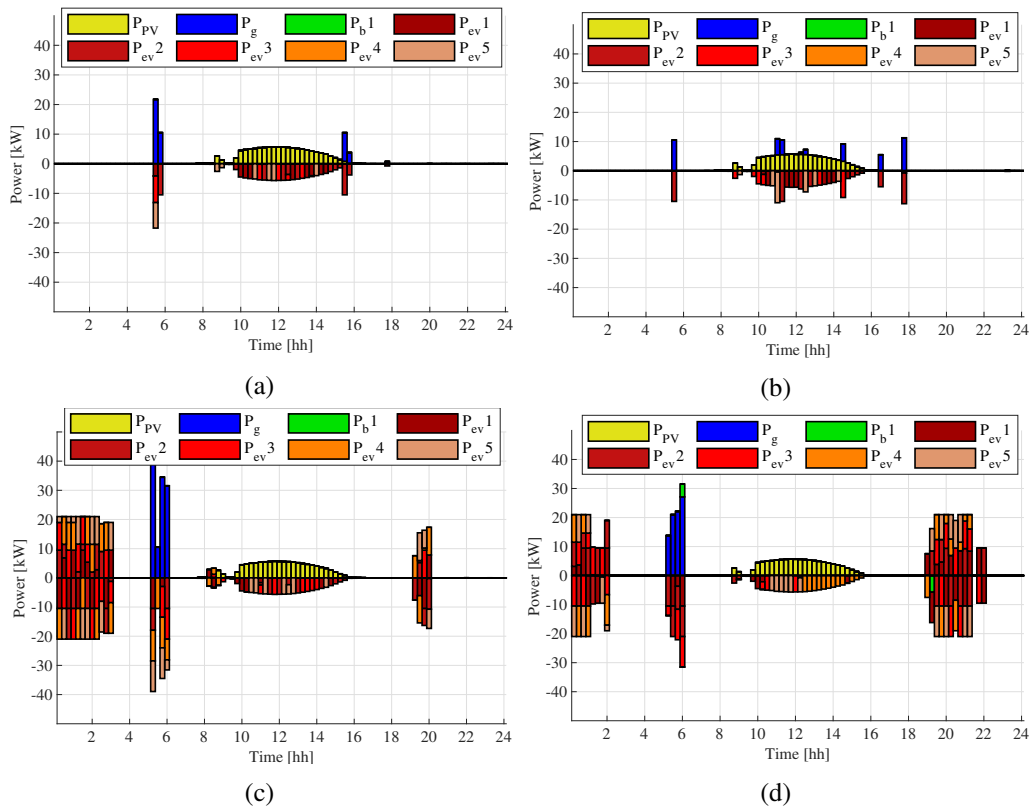 P_PV P_g P_b1 P_ev1
P_ev2 P_ev3 P_ev4 P_ev5
40
30
20
10
0
-10
-20
-30
-40
Power [kW]
2 4 6 8 10 12 14 16 18 20 22 24
Time [hh]
(a)
P_PV P_g P_b1 P_ev1
P_ev2 P_ev3 P_ev4 P_ev5
40
30
20
10
0
-10
-20
-30
-40
Power [kW]
2 4 6 8 10 12 14 16 18 20 22 24
Time [hh]
(b)
P_PV P_g P_b1 P_ev1
P_ev2 P_ev3 P_ev4 P_ev5
40
30
20
10
0
-10
-20
-30
-40
Power [kW]
2 4 6 8 10 12 14 16 18 20 22 24
Time [hh]
(c)
P_PV P_g P_b1 P_ev1
P_ev2 P_ev3 P_ev4 P_ev5
40
30
20
10
0
-10
-20
-30
-40
Power [kW]
2 4 6 8 10 12 14 16 18 20 22 24
Time [hh]
(d)